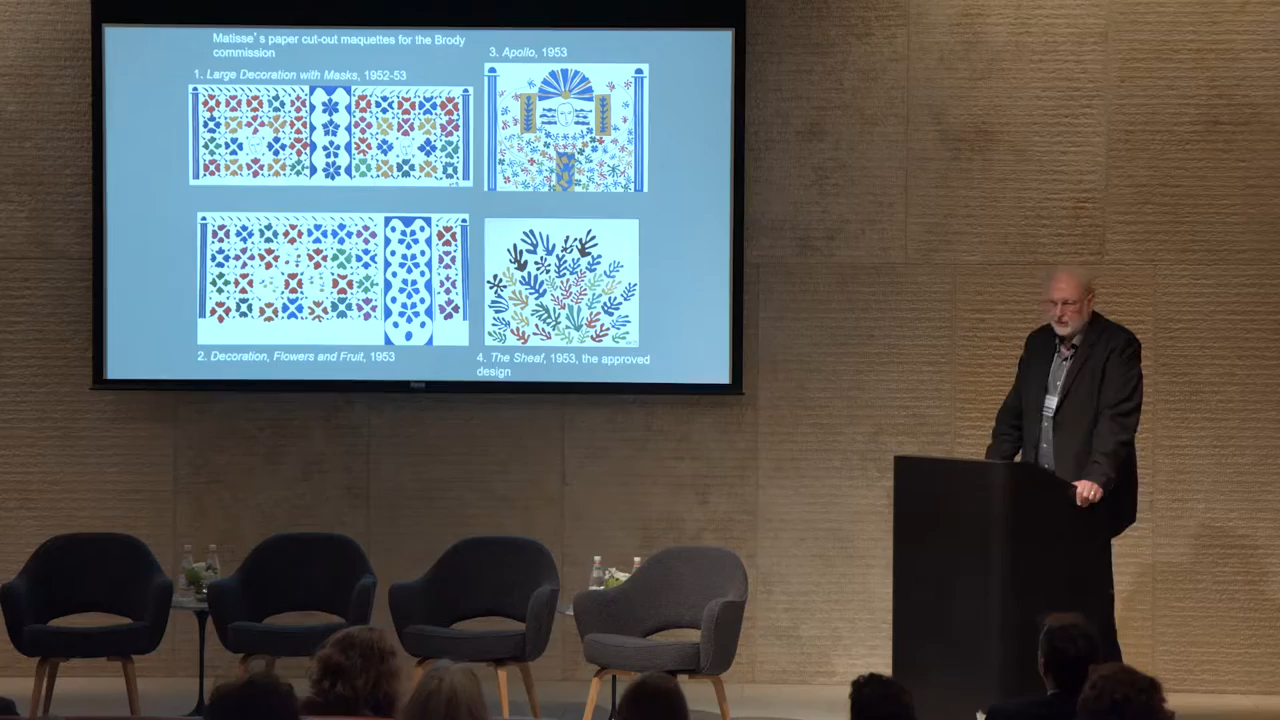 Matisse's paper cut-out maquettes for the Brody
commission
1. Large Decoration with Masks, 1952-53
3. Apollo, 1953
2. Decoration, Flowers and Fruit, 1953
4. The Sheaf, 1953, the approved
design